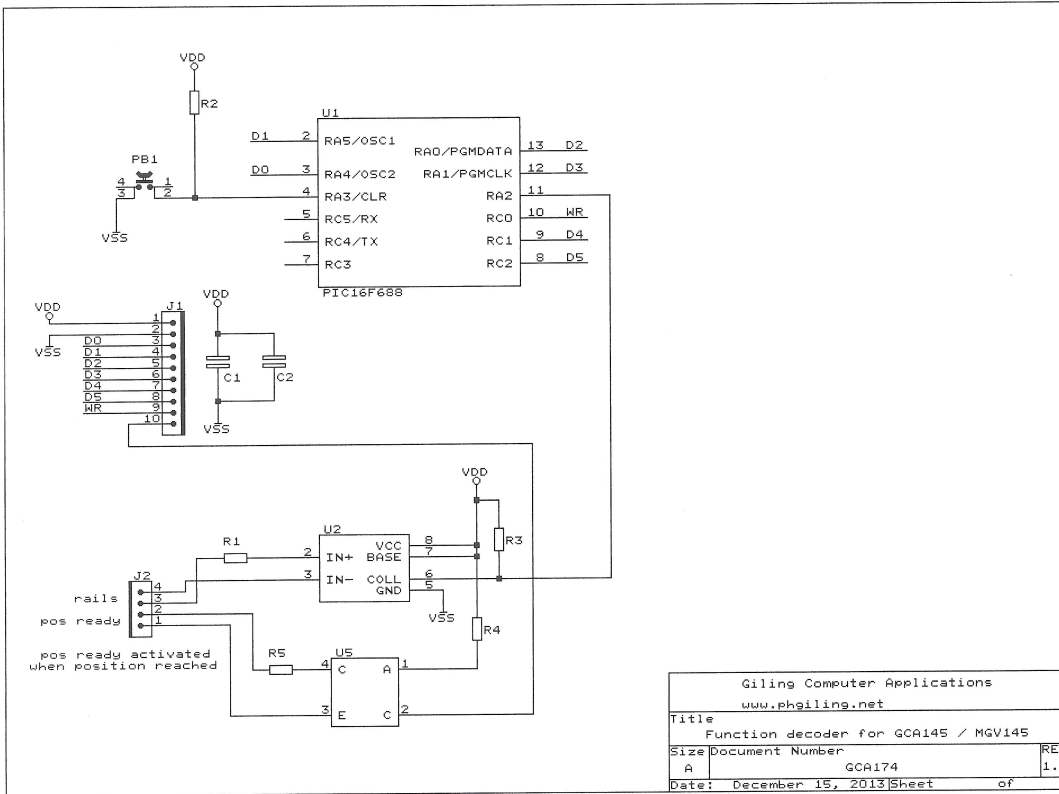 VDD
R2
U1
D1 2 RA5/OSC1
RA0/PGMDATA 13 D2
PB1
D0 3 RA4/OSC2
RA1/PGMCLK 12 D3
4 1
3 2
4 RA3/CLR
RA2 11
5 RC5/RX
RC0 10 WR
VSS
6 RC4/TX
RC1 9 D4
7 RC3
RC2 8 D5
PIC16F688
VDD
J1
VDD
1
2
VSS
D0 3
D1 4
D2 5
D3 6
D4 7
D5 8
WR 9
10
C1
C2
VSS
VDD
U2
R1
R3
2 IN+
VCC 8
BASE 7
3 IN-
COLL 6
GND 5
VSS
J2
4
rails 3
2
pos ready 1
R4
pos ready activated
when position reached
R5
U5
4 C A 1
3 E C 2
Giling Computer Applications
www.phgiling.net
Title
Function decoder for GCA145 / MGV145
Size Document Number RE
A GCA174 1.
Date: December 15, 2013 Sheet of